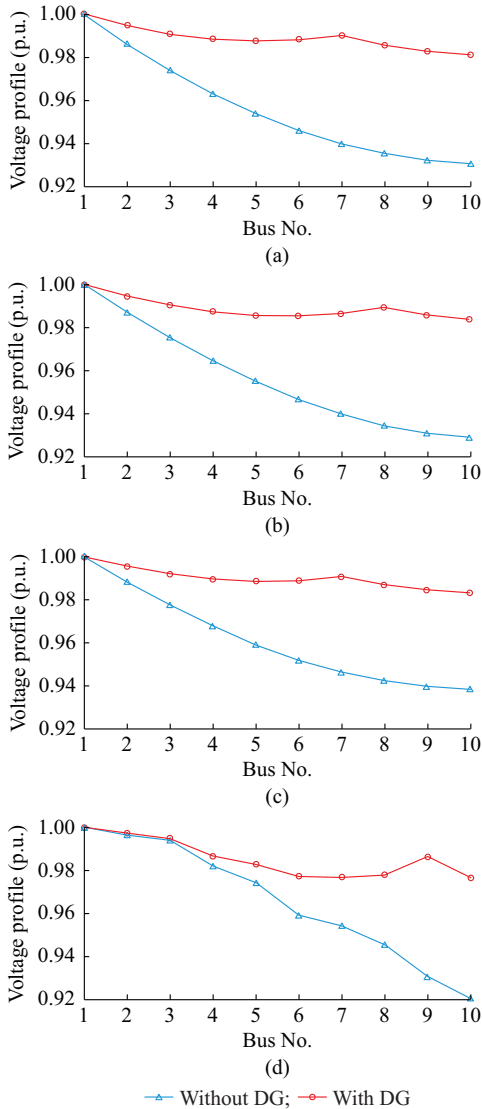 1.00
0.98
0.96
0.94
0.92
Voltage profile (p.u.)
1 2 3 4 5 6 7 8 9 10
Bus No.
(a)
1.00
0.98
0.96
0.94
0.92
Voltage profile (p.u.)
1 2 3 4 5 6 7 8 9 10
Bus No.
(b)
1.00
0.98
0.96
0.94
0.92
Voltage profile (p.u.)
1 2 3 4 5 6 7 8 9 10
Bus No.
(c)
1.00
0.98
0.96
0.94
0.92
Voltage profile (p.u.)
1 2 3 4 5 6 7 8 9 10
Bus No.
(d)
Without DG; With DG